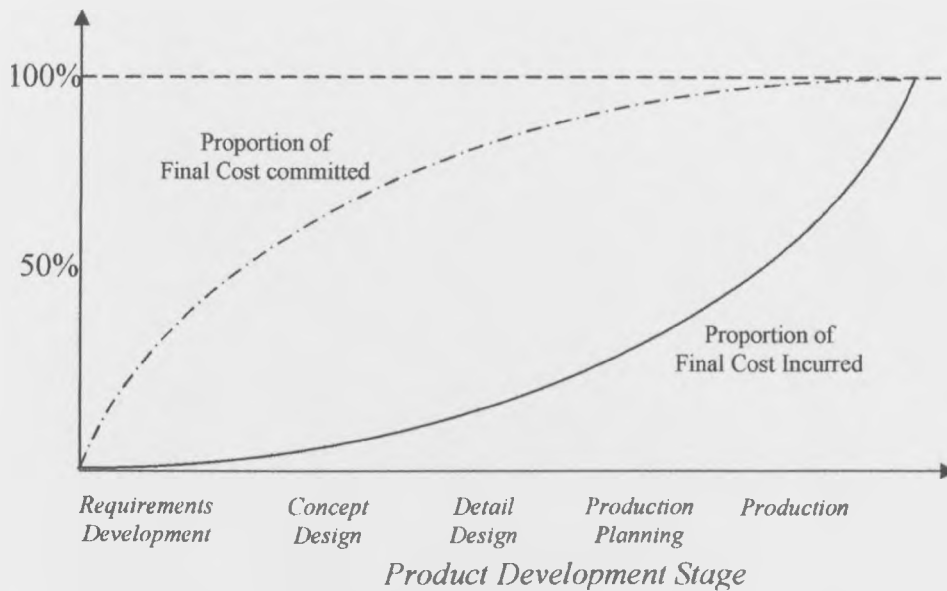 100%
Proportion of
Final Cost committed
50%
Proportion of
Final Cost Incurred
Requirements
Development
Concept
Design
Detail
Design
Production
Planning
Production
Product Development Stage